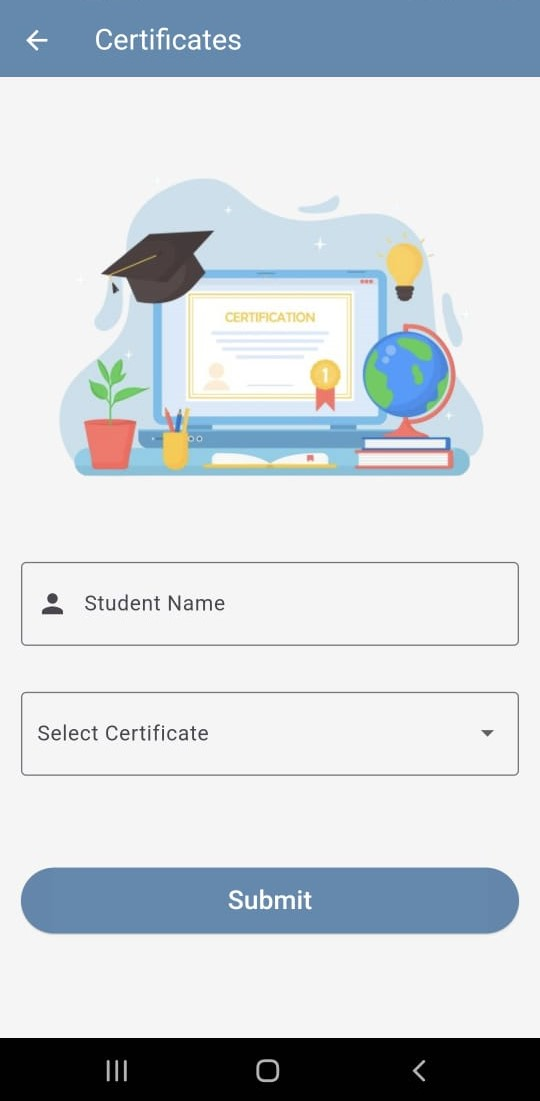 Certificates
CERTIFICATION
1
Student Name
Select Certificate
Submit